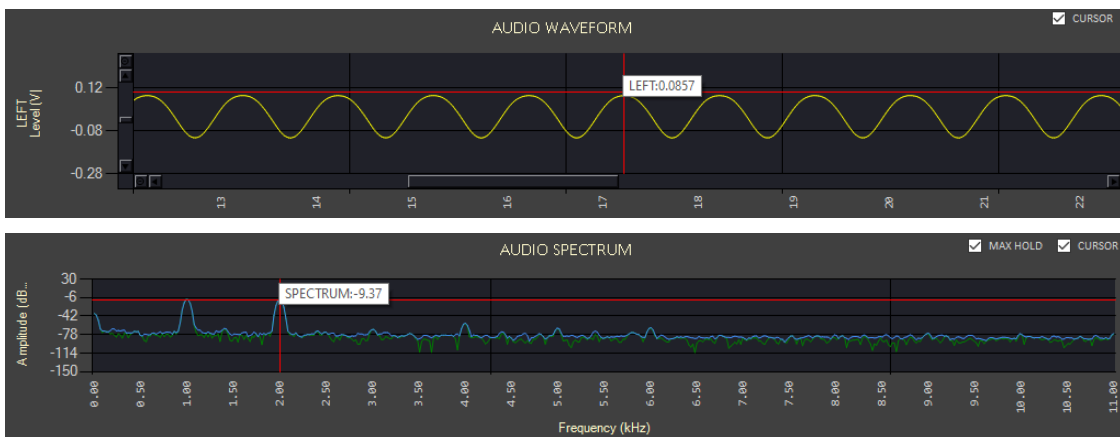 AUDIO WAVEFORM
CURSOR
LEFT
Level [V]
0.12
-0.08
-0.28
LEFT:0.0857
13 14 15 16 17 18 19 20 21 22
AUDIO SPECTRUM
MAX HOLD CURSOR
Amplitude (dB...
30
-6
-42
-78
-114
-150
SPECTRUM:-9.37
0.00 0.50 1.00 1.50 2.00 2.50 3.00 3.50 4.00 4.50 5.00 5.50 6.00 6.50 7.00 7.50 8.00 8.50 9.00 9.50 10.00 10.50 11.00
Frequency (kHz)